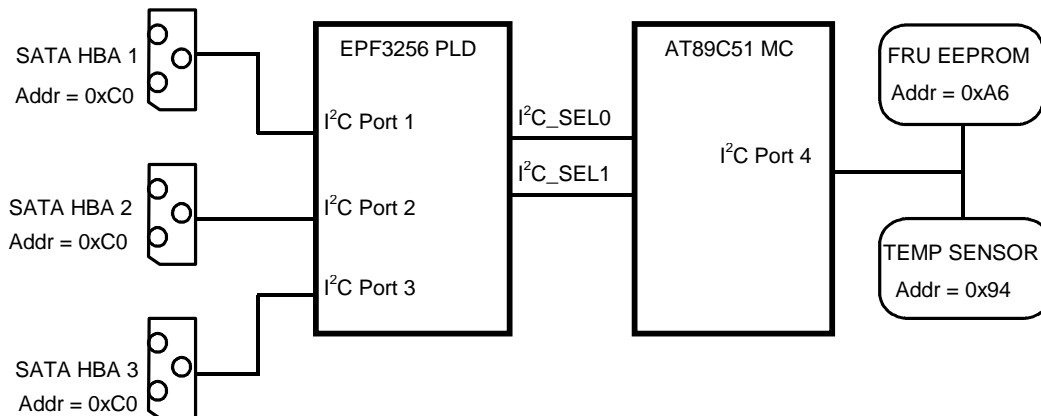 SATA HBA 1
Addr = 0xC0
SATA HBA 2
Addr = 0xC0
SATA HBA 3
Addr = 0xC0
EPF3256 PLD
I²C Port 1
I²C Port 2
I²C Port 3
I²C_SEL0
I²C_SEL1
AT89C51 MC
I²C Port 4
FRU EEPROM
Addr = 0xA6
TEMP SENSOR
Addr = 0x94